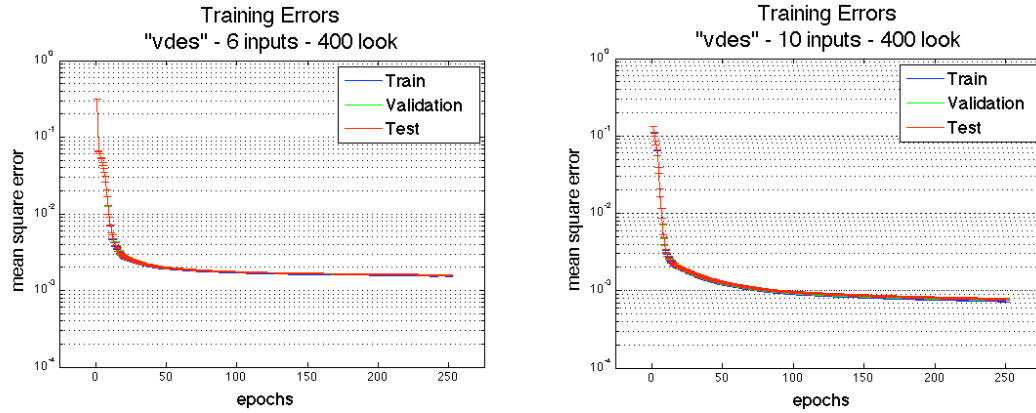 Training Errors
"vdes" - 6 inputs - 400 look
10^0
10^-1
10^-2
10^-3
10^-4
mean square error
Train
Validation
Test
0 50 100 150 200 250
epochs
Training Errors
"vdes" - 10 inputs - 400 look
10^0
10^-1
10^-2
10^-3
10^-4
mean square error
Train
Validation
Test
0 50 100 150 200 250
epochs